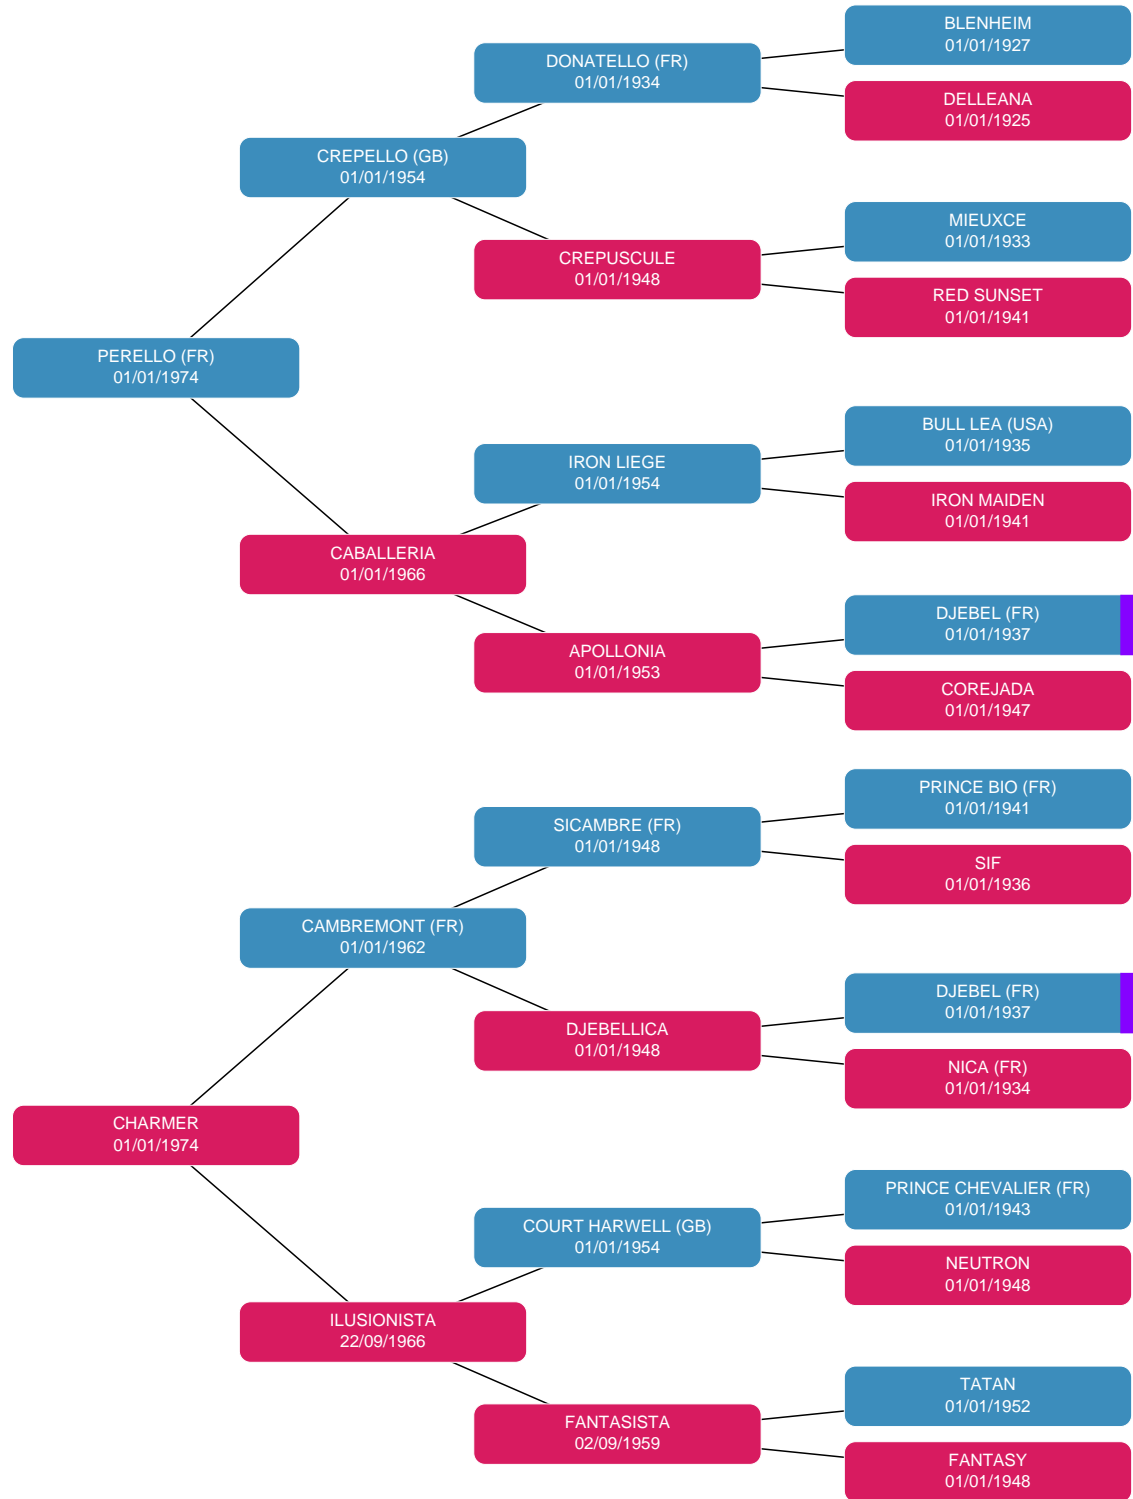 BLENHEIM
01/01/1927
DONATELLO (FR)
01/01/1934
DELLEANA
01/01/1925
CREPELLO (GB)
01/01/1954
MIEUXCE
01/01/1933
CREPUSCULE
01/01/1948
RED SUNSET
01/01/1941
PERELLO (FR)
01/01/1974
BULL LEA (USA)
01/01/1935
IRON LIEGE
01/01/1954
IRON MAIDEN
01/01/1941
CABALLERIA
01/01/1966
DJEBEL (FR)
01/01/1937
APOLLONIA
01/01/1953
COREJADA
01/01/1947
PRINCE BIO (FR)
01/01/1941
SICAMBRE (FR)
01/01/1948
SIF
01/01/1936
CAMBREMONT (FR)
01/01/1962
DJEBEL (FR)
01/01/1937
DJEBELLICA
01/01/1948
NICA (FR)
01/01/1934
CHARMER
01/01/1974
PRINCE CHEVALIER (FR)
01/01/1943
COURT HARWELL (GB)
01/01/1954
NEUTRON
01/01/1948
ILUSIONISTA
22/09/1966
TATAN
01/01/1952
FANTASISTA
02/09/1959
FANTASY
01/01/1948